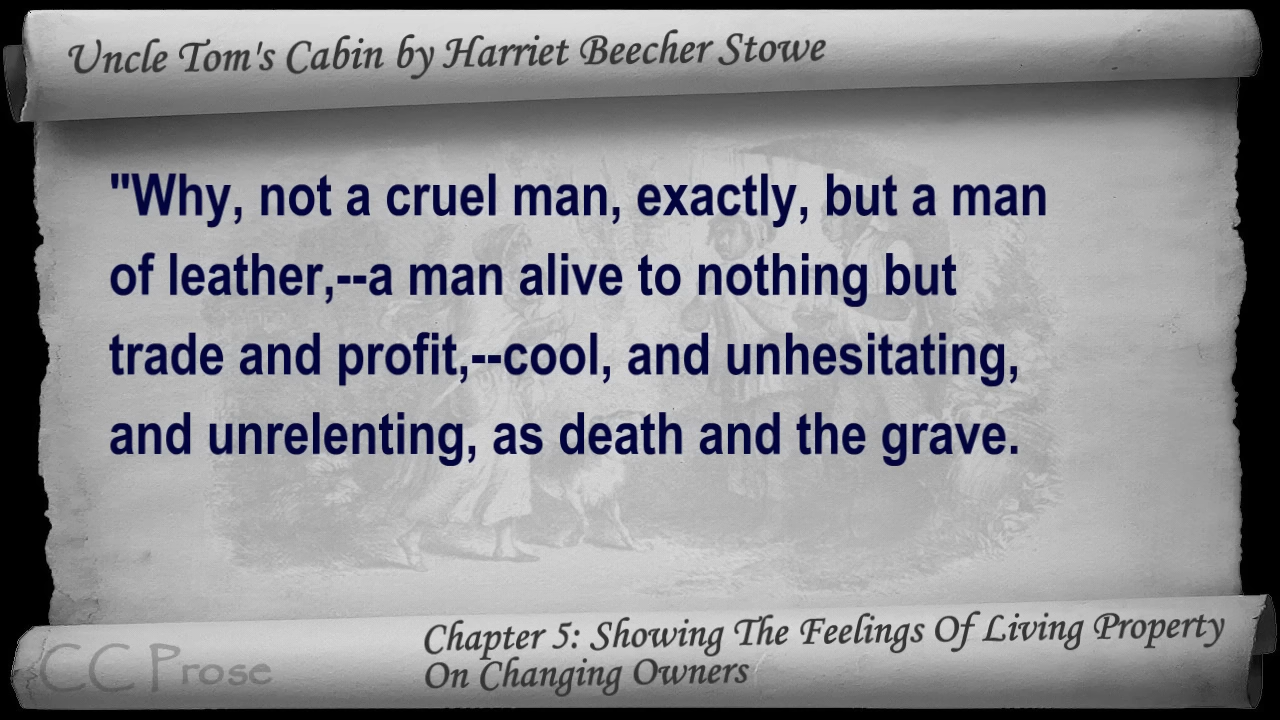 Uncle Tom's Cabin by Harriet Beecher Stowe
"Why, not a cruel man, exactly, but a man
of leather,--a man alive to nothing but
trade and profit,--cool, and unhesitating,
and unrelenting, as death and the grave.
Chapter 5: Showing The Feelings Of Living Property
On Changing Owners
CC Prose